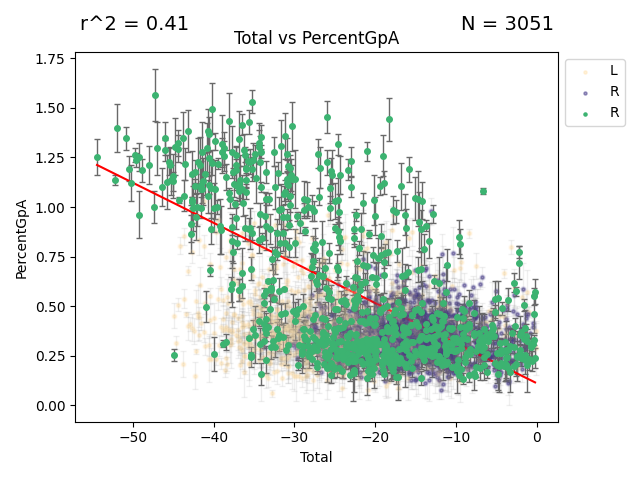 r^2 = 0.41
N = 3051
Total vs PercentGpA
1.75
1.50
1.25
1.00
0.75
0.50
0.25
0.00
PercentGpA
−50
−40
−30
−20
−10
0
Total
L
R
R